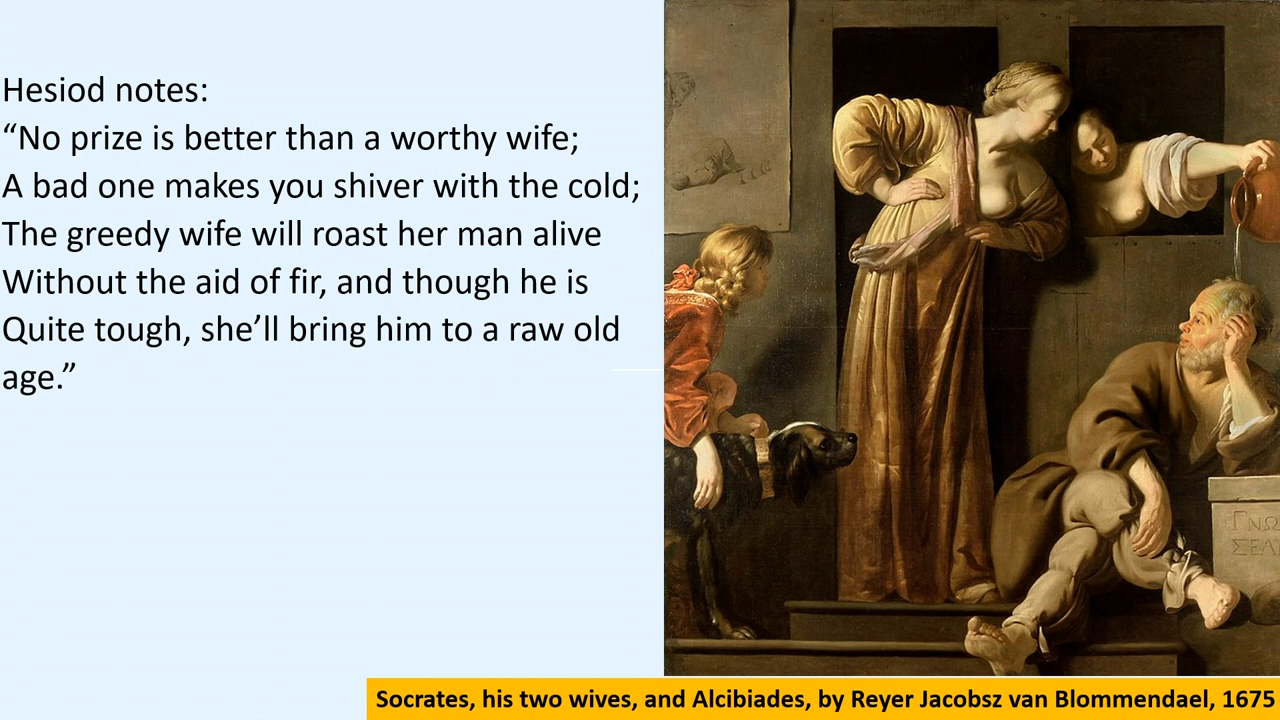 Hesiod notes:
“No prize is better than a worthy wife;
A bad one makes you shiver with the cold;
The greedy wife will roast her man alive
Without the aid of fir, and though he is
Quite tough, she’ll bring him to a raw old
age.”
ΓΝΩ
ΣΕΑ
Socrates, his two wives, and Alcibiades, by Reyer Jacobsz van Blommendael, 1675